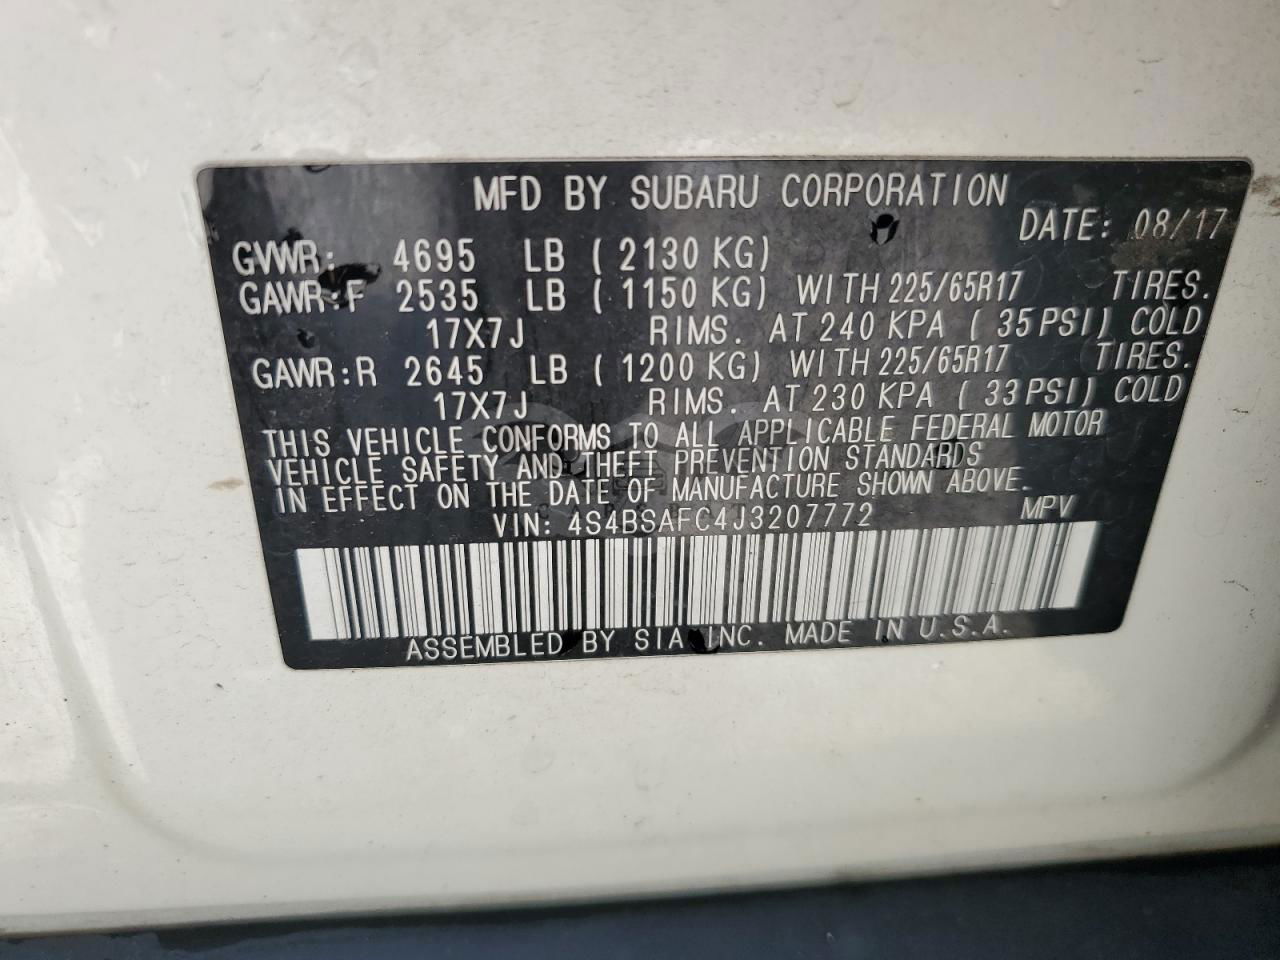 MFD BY SUBARU CORPORATION
DATE: 08/17
GVWR: 4695 LB ( 2130 KG)
GAWR:F 2535 LB ( 1150 KG) WITH 225/65R17 TIRES.
17X7J RIMS. AT 240 KPA ( 35 PSI) COLD
GAWR:R 2645 LB ( 1200 KG) WITH 225/65R17 TIRES.
17X7J RIMS. AT 230 KPA ( 33 PSI) COLD
THIS VEHICLE CONFORMS TO ALL APPLICABLE FEDERAL MOTOR
VEHICLE SAFETY AND THEFT PREVENTION STANDARDS
IN EFFECT ON THE DATE OF MANUFACTURE SHOWN ABOVE.
VIN: 4S4BSAFC4J3207772 MPV
ASSEMBLED BY SIA INC. MADE IN U.S.A.